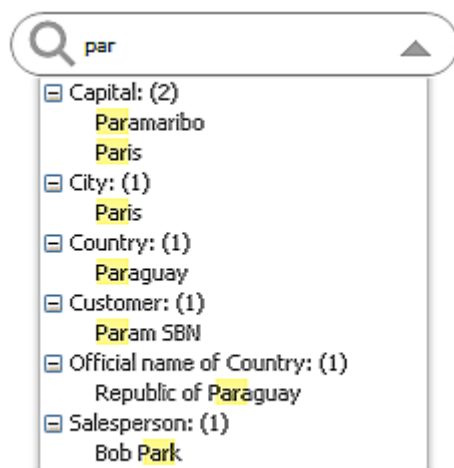 par
Capital: (2)
Paramaribo
Paris
City: (1)
Paris
Country: (1)
Paraguay
Customer: (1)
Param SBN
Official name of Country: (1)
Republic of Paraguay
Salesperson: (1)
Bob Park